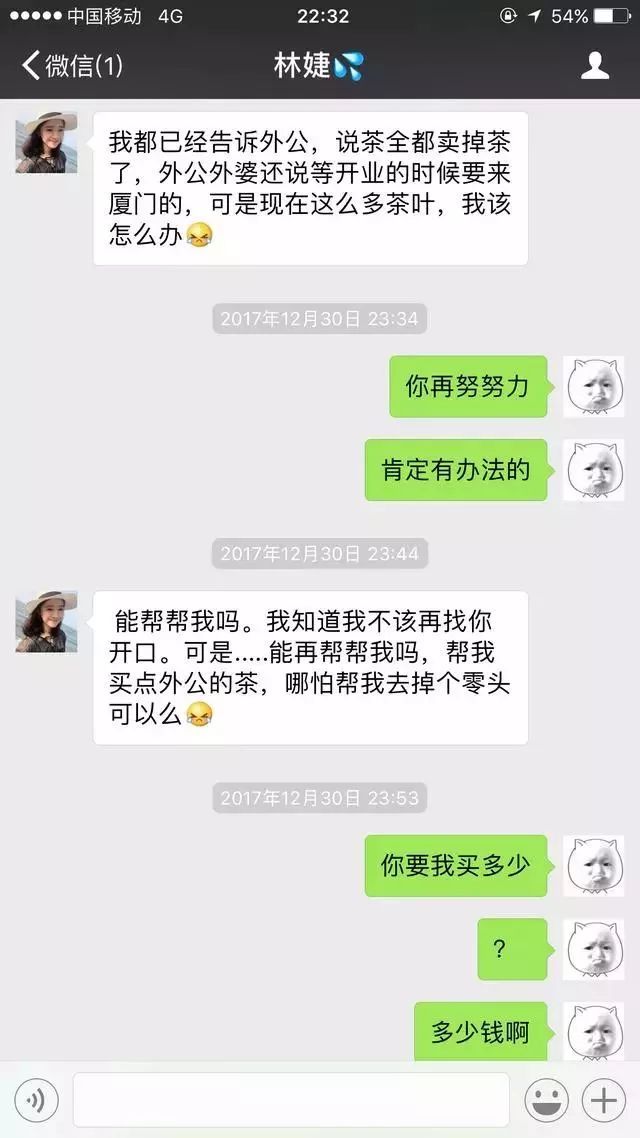 中国移动 4G 22:32 54%
微信(1) 林婕💦
我都已经告诉外公，说茶全都卖掉茶
了，外公外婆还说等开业的时候要来
厦门的，可是现在这么多茶叶，我该
怎么办😭
2017年12月30日 23:34
你再努努力
肯定有办法的
2017年12月30日 23:44
能帮帮我吗。我知道我不该再找你
开口。可是.....能再帮帮我吗，帮我
买点外公的茶，哪怕帮我去掉个零头
可以么😭
2017年12月30日 23:53
你要我买多少
？
多少钱啊